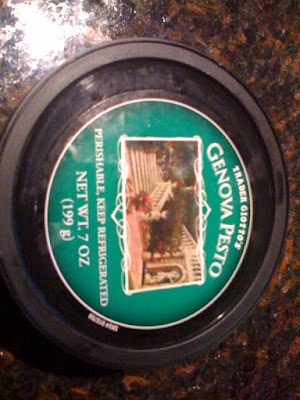 TRADER GIOTTO'S
GENOVA PESTO
PERISHABLE, KEEP REFRIGERATED
NET WT. 7 OZ
(199 g)